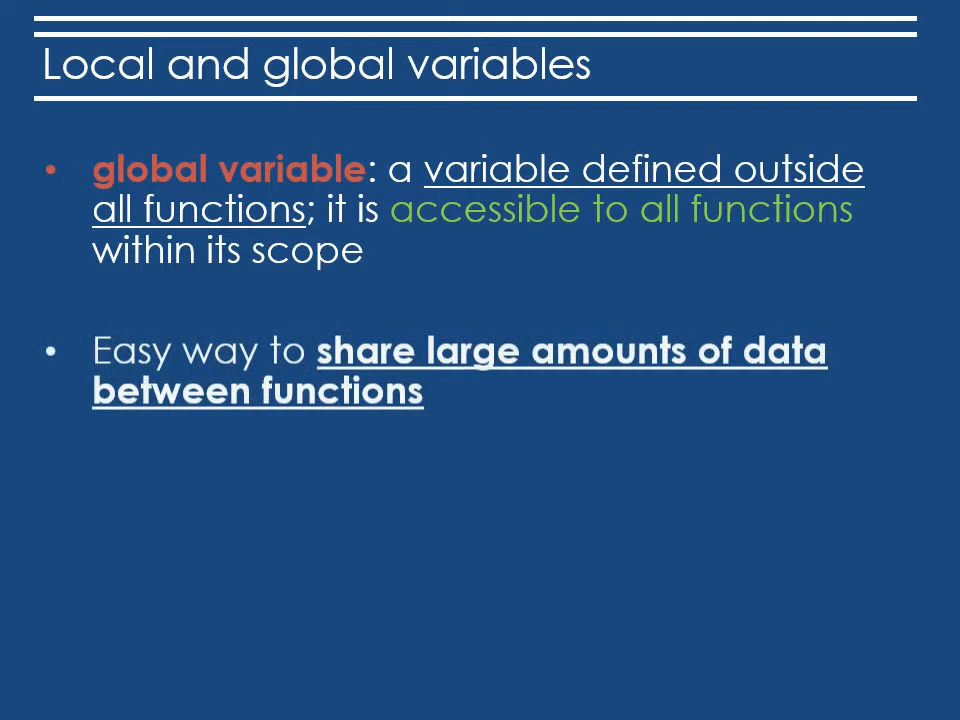 Local and global variables
• global variable: a variable defined outside
all functions; it is accessible to all functions
within its scope
• Easy way to share large amounts of data
between functions